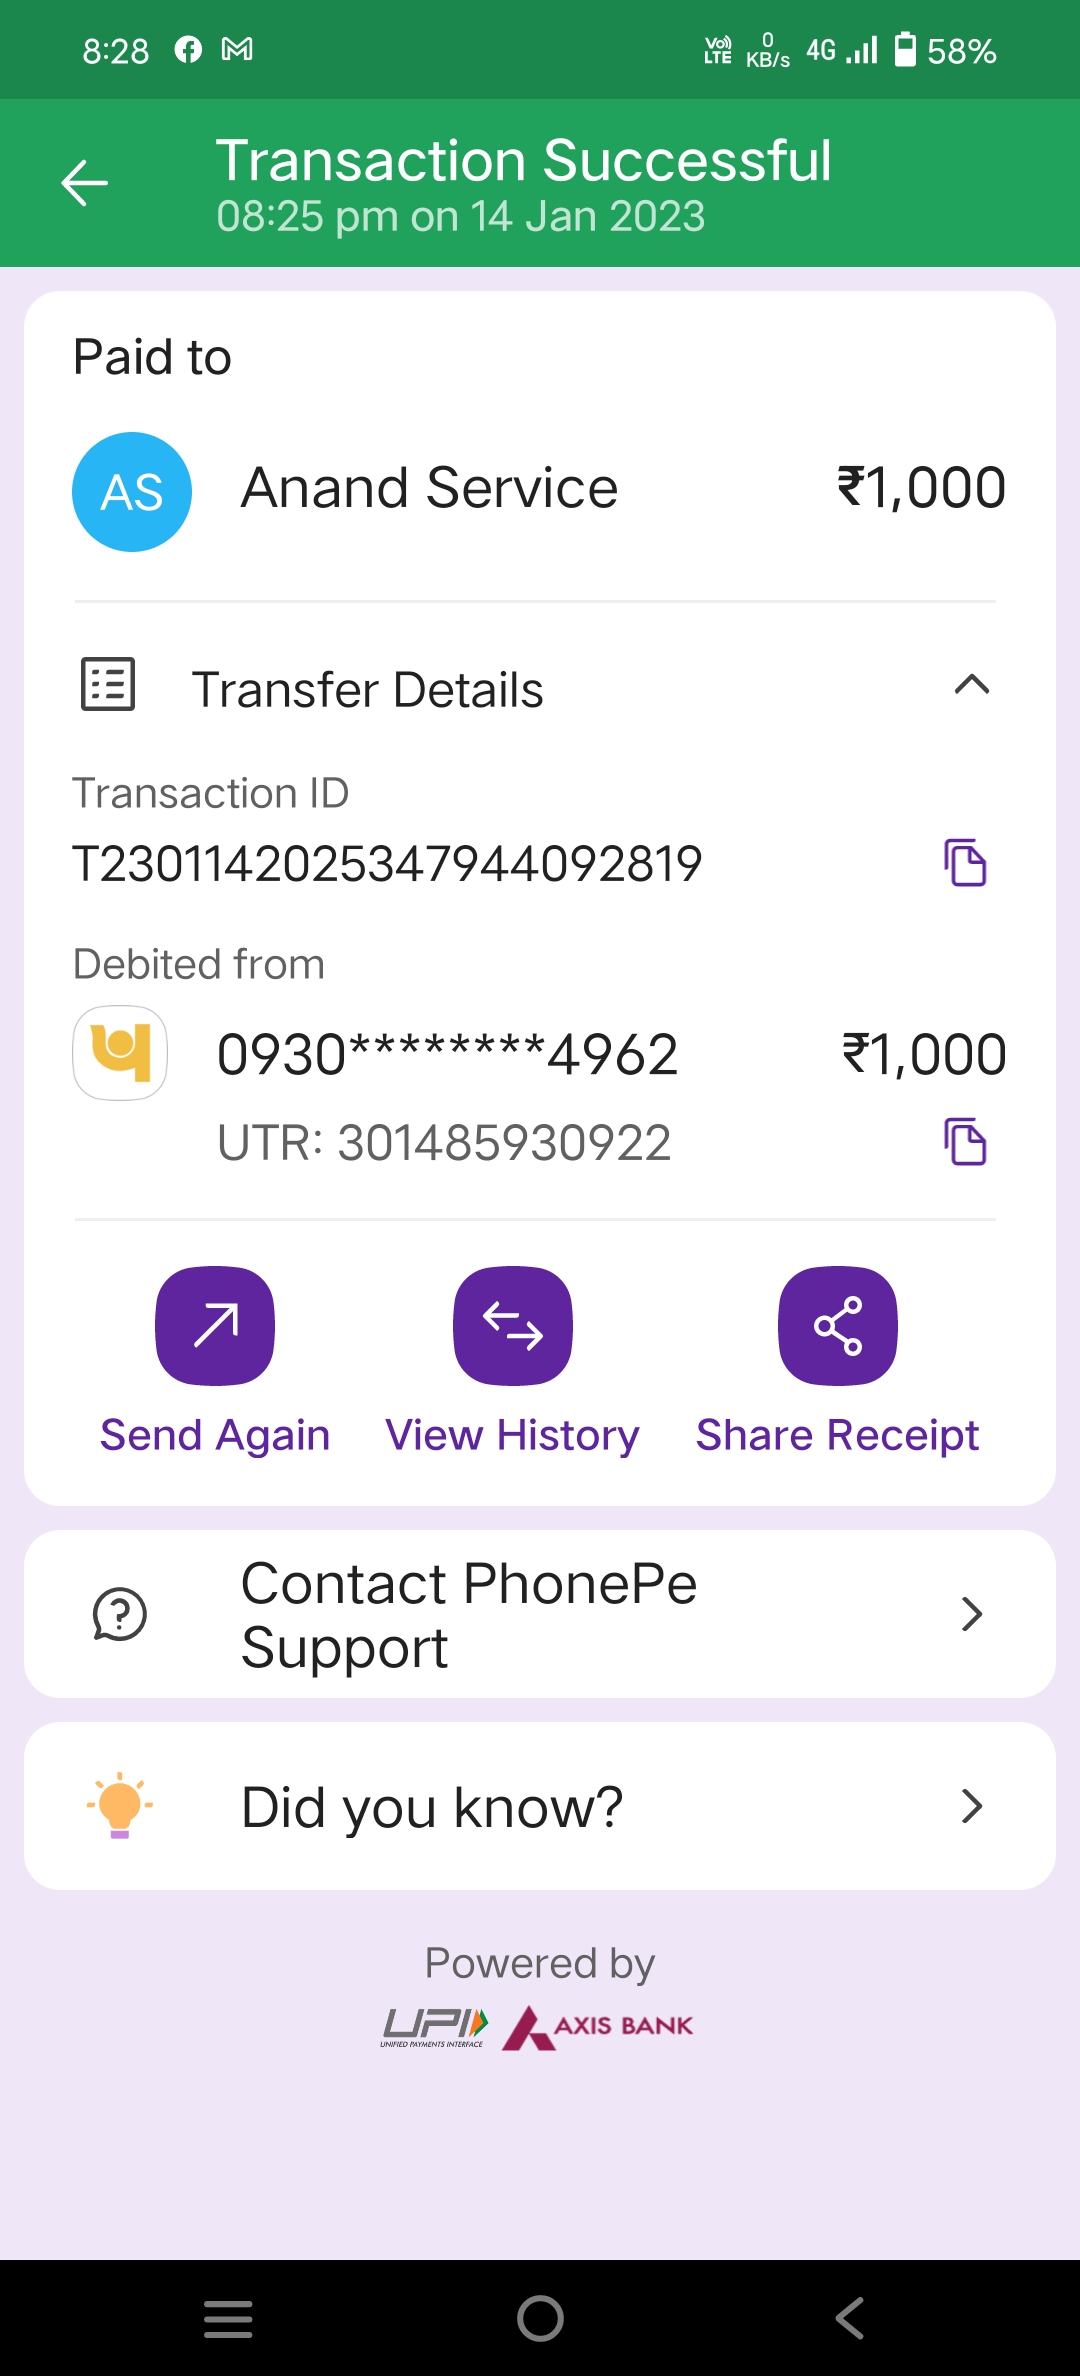 8:28 Vo) LTE 0 KB/s 4G 58%
Transaction Successful
08:25 pm on 14 Jan 2023
Paid to
AS Anand Service ₹1,000
Transfer Details
Transaction ID
T2301142025347944092819
Debited from
0930********4962 ₹1,000
UTR: 301485930922
Send Again View History Share Receipt
Contact PhonePe
Support
Did you know?
Powered by
UPI AXIS BANK
UNIFIED PAYMENTS INTERFACE